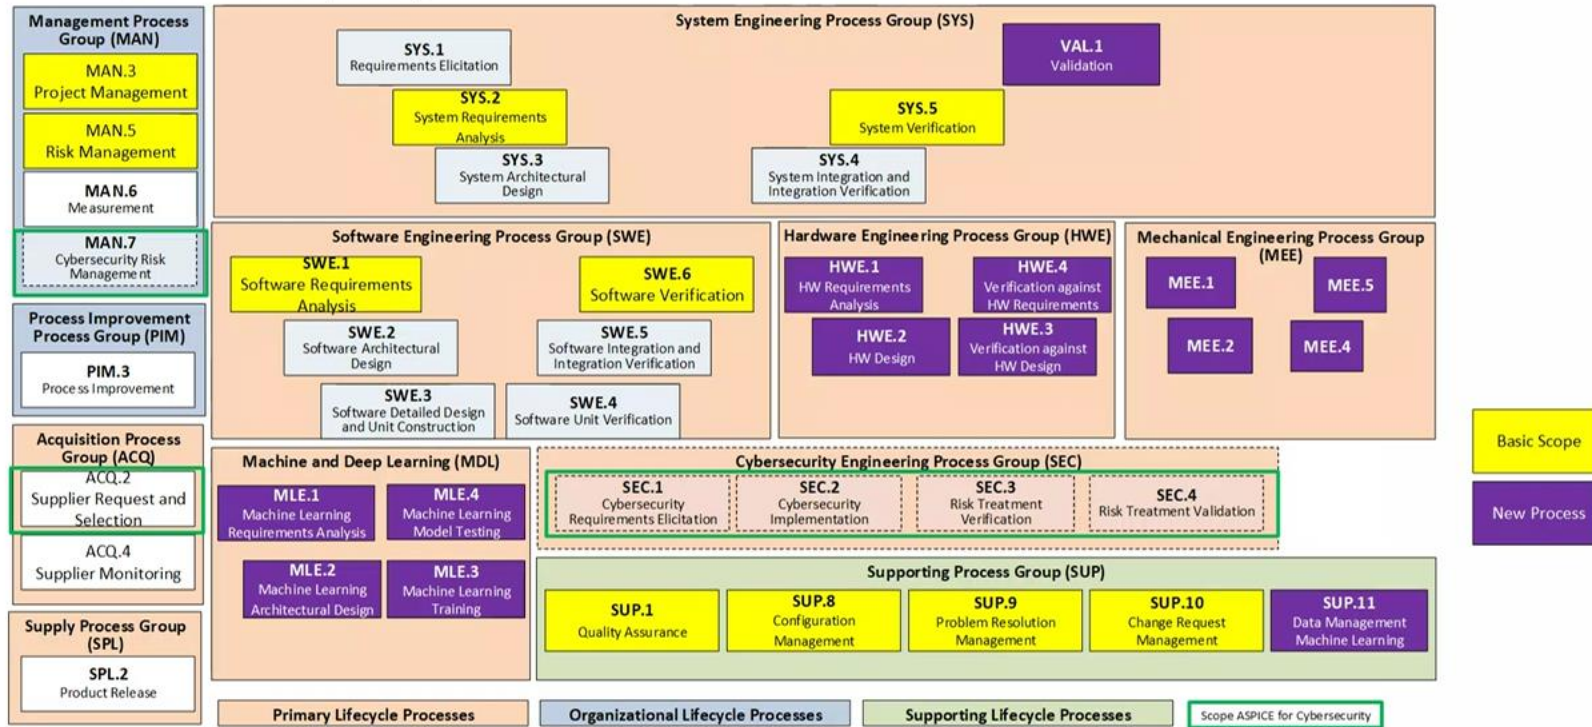 Management Process
Group (MAN)
MAN.3
Project Management
MAN.5
Risk Management
MAN.6
Measurement
MAN.7
Cybersecurity Risk
Management
Process Improvement
Process Group (PIM)
PIM.3
Process Improvement
Acquisition Process
Group (ACQ)
ACQ.2
Supplier Request and
Selection
ACQ.4
Supplier Monitoring
Supply Process Group
(SPL)
SPL.2
Product Release
System Engineering Process Group (SYS)
SYS.1
Requirements Elicitation
SYS.2
System Requirements
Analysis
SYS.3
System Architectural
Design
VAL.1
Validation
SYS.5
System Verification
SYS.4
System Integration and
Integration Verification
Software Engineering Process Group (SWE)
SWE.1
Software Requirements
Analysis
SWE.2
Software Architectural
Design
SWE.3
Software Detailed Design
and Unit Construction
SWE.6
Software Verification
SWE.5
Software Integration and
Integration Verification
SWE.4
Software Unit Verification
Hardware Engineering Process Group (HWE)
HWE.1
HW Requirements
Analysis
HWE.4
Verification against
HW Requirements
HWE.2
HW Design
HWE.3
Verification against
HW Design
Mechanical Engineering Process Group
(MEE)
MEE.1
MEE.5
MEE.2
MEE.4
Machine and Deep Learning (MDL)
MLE.1
Machine Learning
Requirements Analysis
MLE.4
Machine Learning
Model Testing
MLE.2
Machine Learning
Architectural Design
MLE.3
Machine Learning
Training
Cybersecurity Engineering Process Group (SEC)
SEC.1
Cybersecurity
Requirements Elicitation
SEC.2
Cybersecurity
Implementation
SEC.3
Risk Treatment
Verification
SEC.4
Risk Treatment Validation
Supporting Process Group (SUP)
SUP.1
Quality Assurance
SUP.8
Configuration
Management
SUP.9
Problem Resolution
Management
SUP.10
Change Request
Management
SUP.11
Data Management
Machine Learning
Basic Scope
New Process
Primary Lifecycle Processes
Organizational Lifecycle Processes
Supporting Lifecycle Processes
Scope ASPICE for Cybersecurity